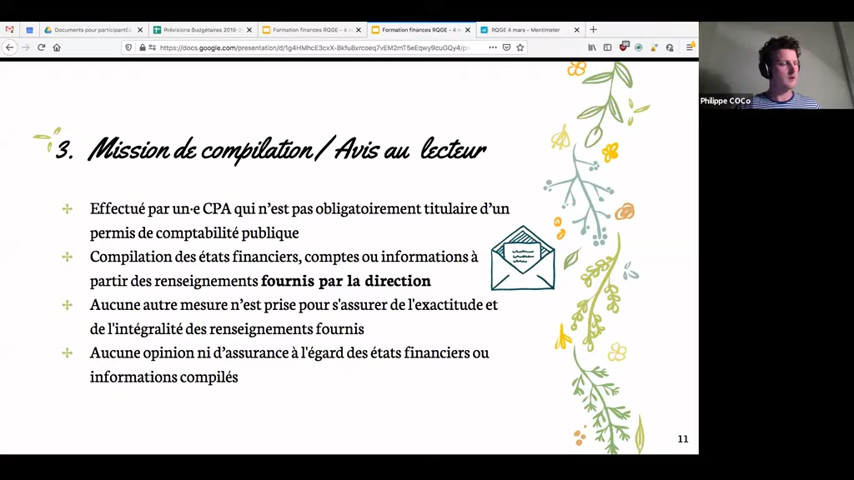 Documents pour participantEs
Prévisions Budgétaires 2019-2
Formation finances RQGE - 4 m
Formation finances RQGE - 4 m
RQGE 4 mars - Mentimeter
Philippe COCo
3. Mission de compilation / Avis au lecteur
Effectué par un·e CPA qui n'est pas obligatoirement titulaire d'un
permis de comptabilité publique
Compilation des états financiers, comptes ou informations à
partir des renseignements fournis par la direction
Aucune autre mesure n'est prise pour s'assurer de l'exactitude et
de l'intégralité des renseignements fournis
Aucune opinion ni d'assurance à l'égard des états financiers ou
informations compilés
11